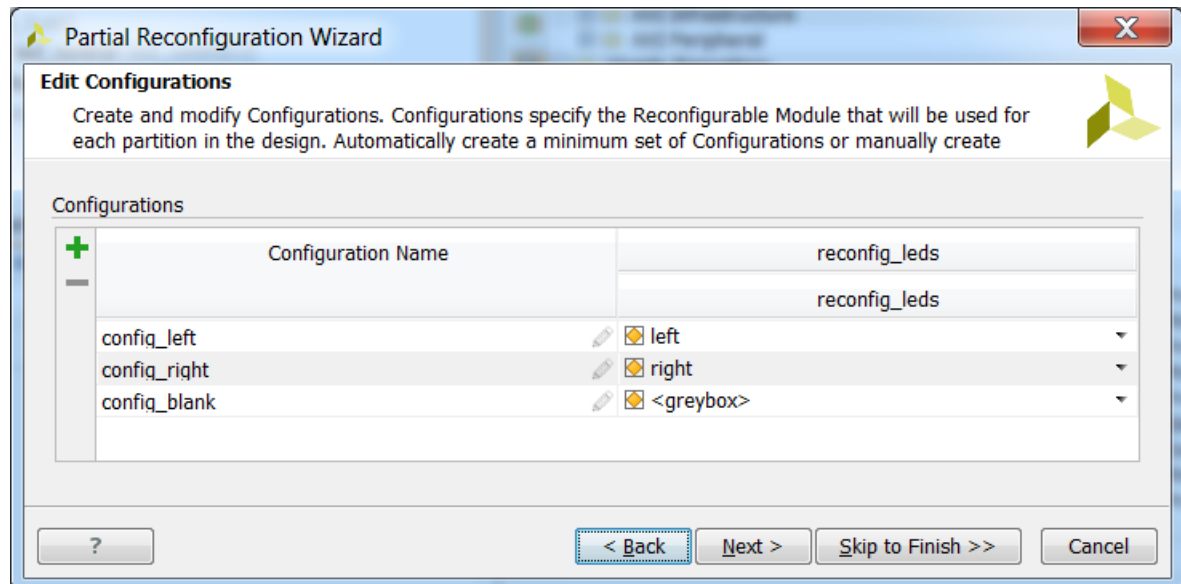 Partial Reconfiguration Wizard
X
Edit Configurations
Create and modify Configurations. Configurations specify the Reconfigurable Module that will be used for
each partition in the design. Automatically create a minimum set of Configurations or manually create
Configurations
Configuration Name
reconfig_leds
reconfig_leds
config_left
left
config_right
right
config_blank
<greybox>
?
< Back
Next >
Skip to Finish >>
Cancel